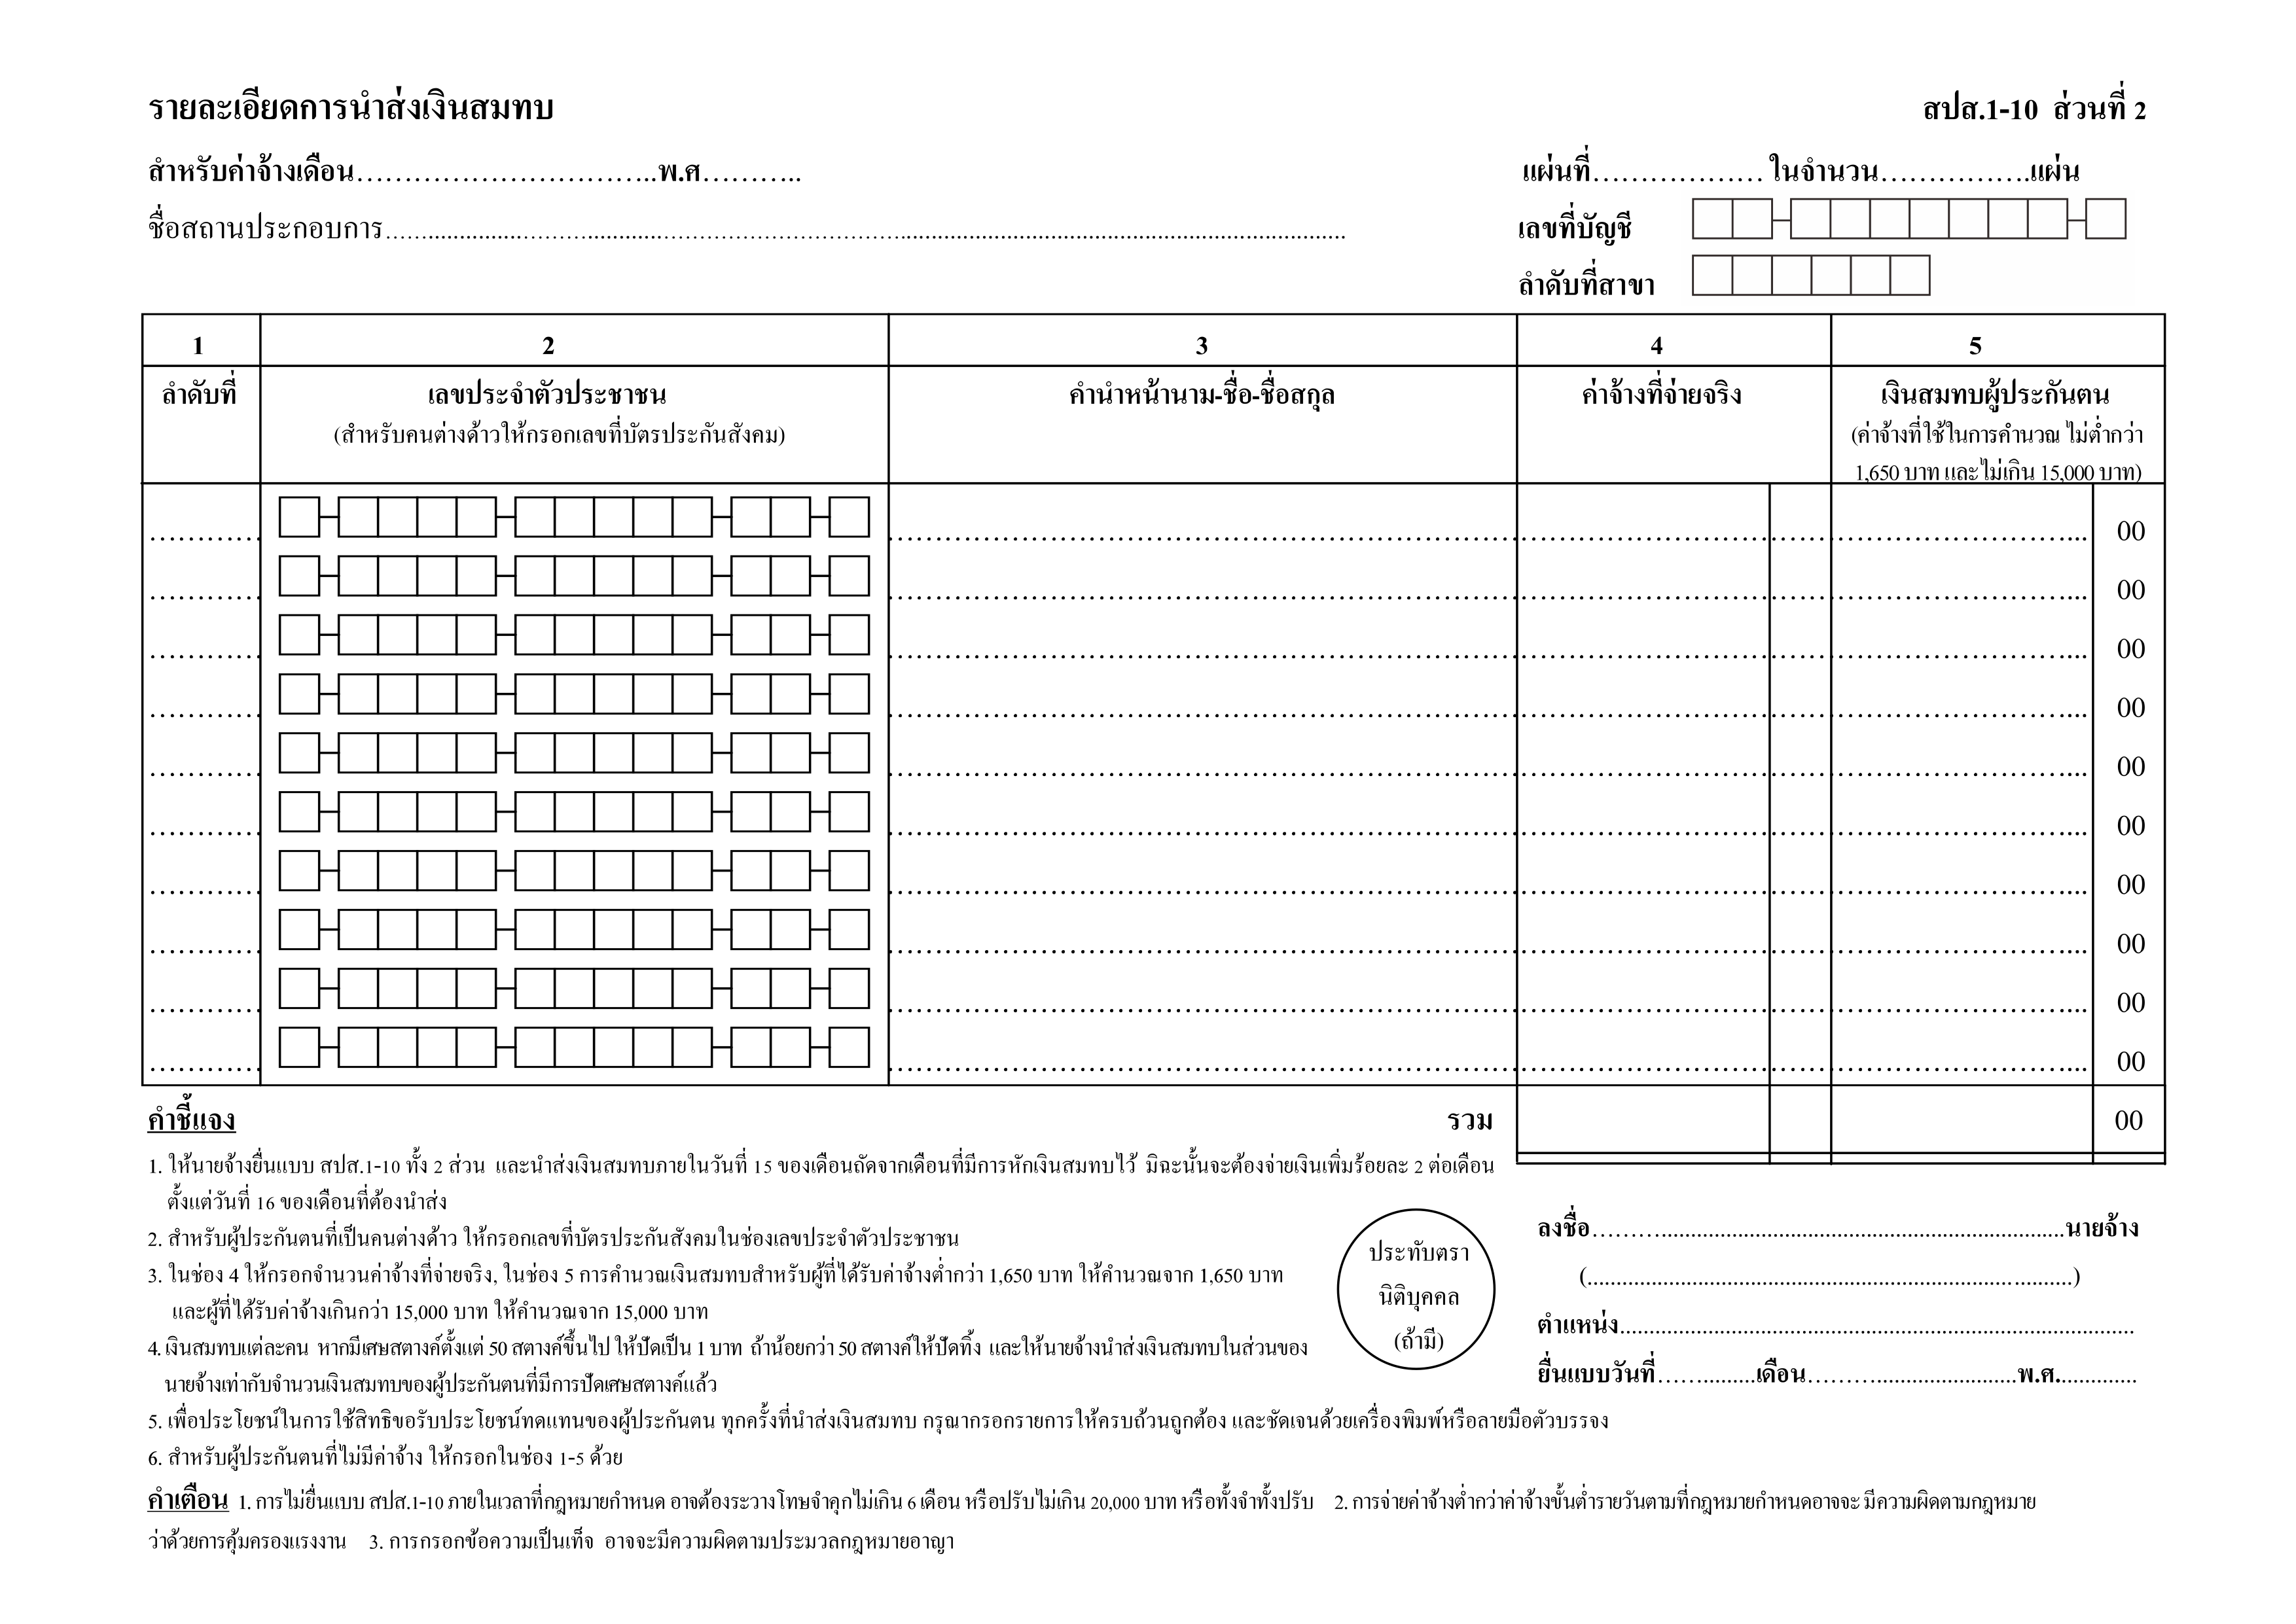 รายละเอียดการนำส่งเงินสมทบ สปส.1-10 ส่วนที่ 2
สำหรับค่าจ้างเดือน................................พ.ศ........... แผ่นที่.................. ในจำนวน................แผ่น
ชื่อสถานประกอบการ................................................................ เลขที่บัญชี
ลำดับที่สาขา
1 2 3 4 5
ลำดับที่ เลขประจำตัวประชาชน คำนำหน้านาม-ชื่อ-ชื่อสกุล ค่าจ้างที่จ่ายจริง เงินสมทบผู้ประกันตน
(สำหรับคนต่างด้าวให้กรอกเลขที่บัตรประกันสังคม) (ค่าจ้างที่ใช้ในการคำนวณ ไม่ต่ำกว่า
1,650 บาท และไม่เกิน 15,000 บาท)
00
00
00
00
00
00
00
00
00
00
คำชี้แจง รวม 00
1. ให้นายจ้างยื่นแบบ สปส.1-10 ทั้ง 2 ส่วน และนำส่งเงินสมทบภายในวันที่ 15 ของเดือนถัดจากเดือนที่มีการหักเงินสมทบไว้ มิฉะนั้นจะต้องจ่ายเงินเพิ่มร้อยละ 2 ต่อเดือน
ตั้งแต่วันที่ 16 ของเดือนที่ต้องนำส่ง
2. สำหรับผู้ประกันตนที่เป็นคนต่างด้าว ให้กรอกเลขที่บัตรประกันสังคมในช่องเลขประจำตัวประชาชน
3. ในช่อง 4 ให้กรอกจำนวนค่าจ้างที่จ่ายจริง, ในช่อง 5 การคำนวณเงินสมทบสำหรับผู้ที่ได้รับค่าจ้างต่ำกว่า 1,650 บาท ให้คำนวณจาก 1,650 บาท
และผู้ที่ได้รับค่าจ้างเกินกว่า 15,000 บาท ให้คำนวณจาก 15,000 บาท
4. เงินสมทบแต่ละคน หากมีเศษสตางค์ตั้งแต่ 50 สตางค์ขึ้นไป ให้ปัดเป็น 1 บาท ถ้าน้อยกว่า 50 สตางค์ให้ปัดทิ้ง และให้นายจ้างนำส่งเงินสมทบในส่วนของ
นายจ้างเท่ากับจำนวนเงินสมทบของผู้ประกันตนที่มีการปัดเศษสตางค์แล้ว
5. เพื่อประโยชน์ในการใช้สิทธิขอรับประโยชน์ทดแทนของผู้ประกันตน ทุกครั้งที่นำส่งเงินสมทบ กรุณากรอกรายการให้ครบถ้วนถูกต้อง และชัดเจนด้วยเครื่องพิมพ์หรือลายมือตัวบรรจง
6. สำหรับผู้ประกันตนที่ไม่มีค่าจ้าง ให้กรอกในช่อง 1-5 ด้วย
ประทับตรา
นิติบุคคล
(ถ้ามี)
ลงชื่อ................................................................นายจ้าง
(................................................................)
ตำแหน่ง................................................................
ยื่นแบบวันที่................เดือน................................พ.ศ..............
คำเตือน 1. การไม่ยื่นแบบ สปส.1-10 ภายในเวลาที่กฎหมายกำหนด อาจต้องระวางโทษจำคุกไม่เกิน 6 เดือน หรือปรับไม่เกิน 20,000 บาท หรือทั้งจำทั้งปรับ 2. การจ่ายค่าจ้างต่ำกว่าค่าจ้างขั้นต่ำรายวันตามที่กฎหมายกำหนดอาจจะ มีความผิดตามกฎหมาย
ว่าด้วยการคุ้มครองแรงงาน 3. การกรอกข้อความเป็นเท็จ อาจจะมีความผิดตามประมวลกฎหมายอาญา